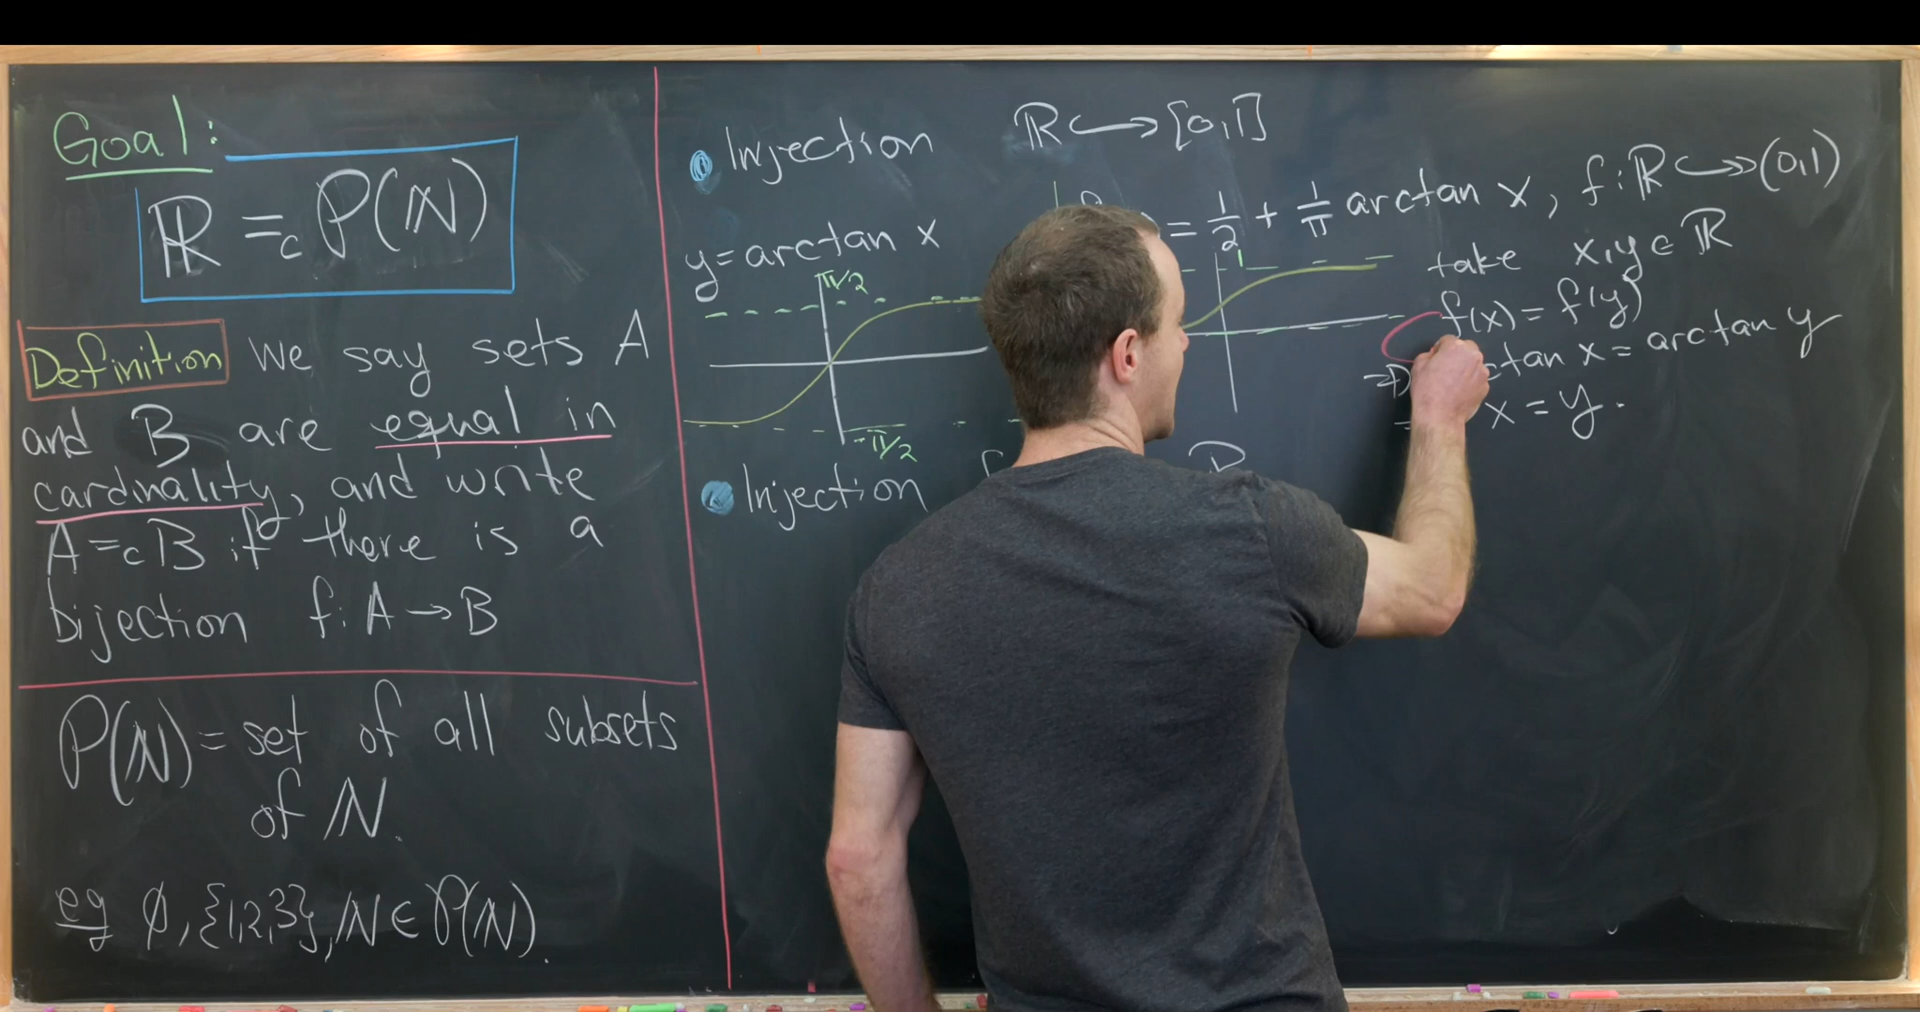 Goal:
ℝ =c P(ℕ)
Definition We say sets A
and B are equal in
cardinality, and write
A =c B if there is a
bijection f: A → B
P(ℕ) = set of all subsets
of ℕ.
eg ∅, {1,2,3}, ℕ ∈ P(ℕ).
• Injection ℝ ↪ [0,1]
y = arctan x
π/2
-π/2
= 1/2 + 1/π arctan x, f: ℝ ↪↠ (0,1)
1
take x,y ∈ ℝ
f(x) = f(y)
x = arctan y
x = y.
• Injection